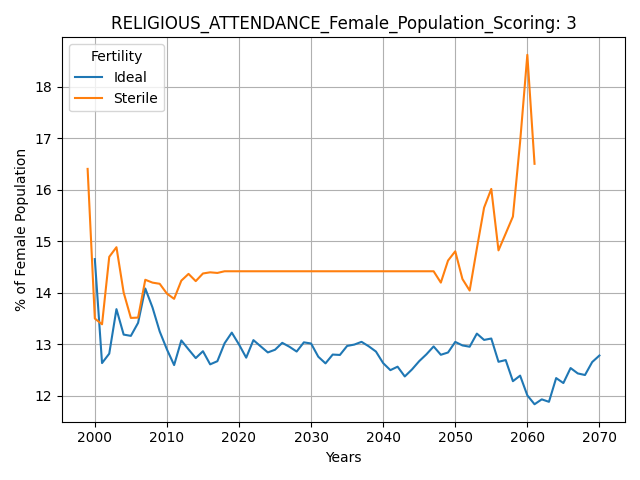 RELIGIOUS_ATTENDANCE_Female_Population_Scoring: 3
Fertility
Ideal
Sterile
% of Female Population
18
17
16
15
14
13
12
2000 2010 2020 2030 2040 2050 2060 2070
Years